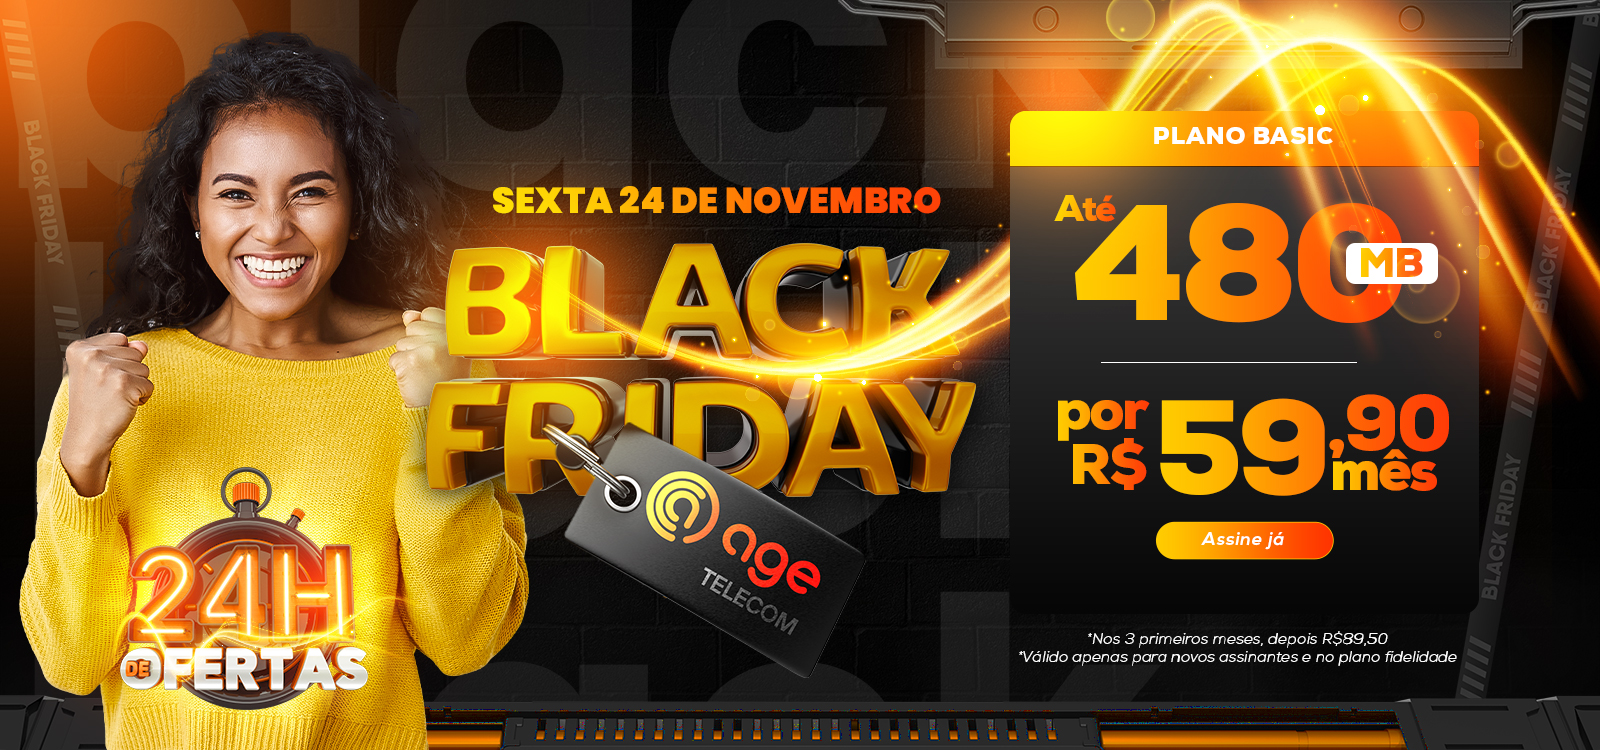 SEXTA 24 DE NOVEMBRO
BLACK
FRIDAY
age
TELECOM
24H
DE OFERTAS
PLANO BASIC
Até 480 MB
por R$ 59,90 mês
Assine já
*Nos 3 primeiros meses, depois R$89,50
*Válido apenas para novos assinantes e no plano fidelidade
BLACK FRIDAY
BLACK FRIDAY
BLACK FRIDAY
black